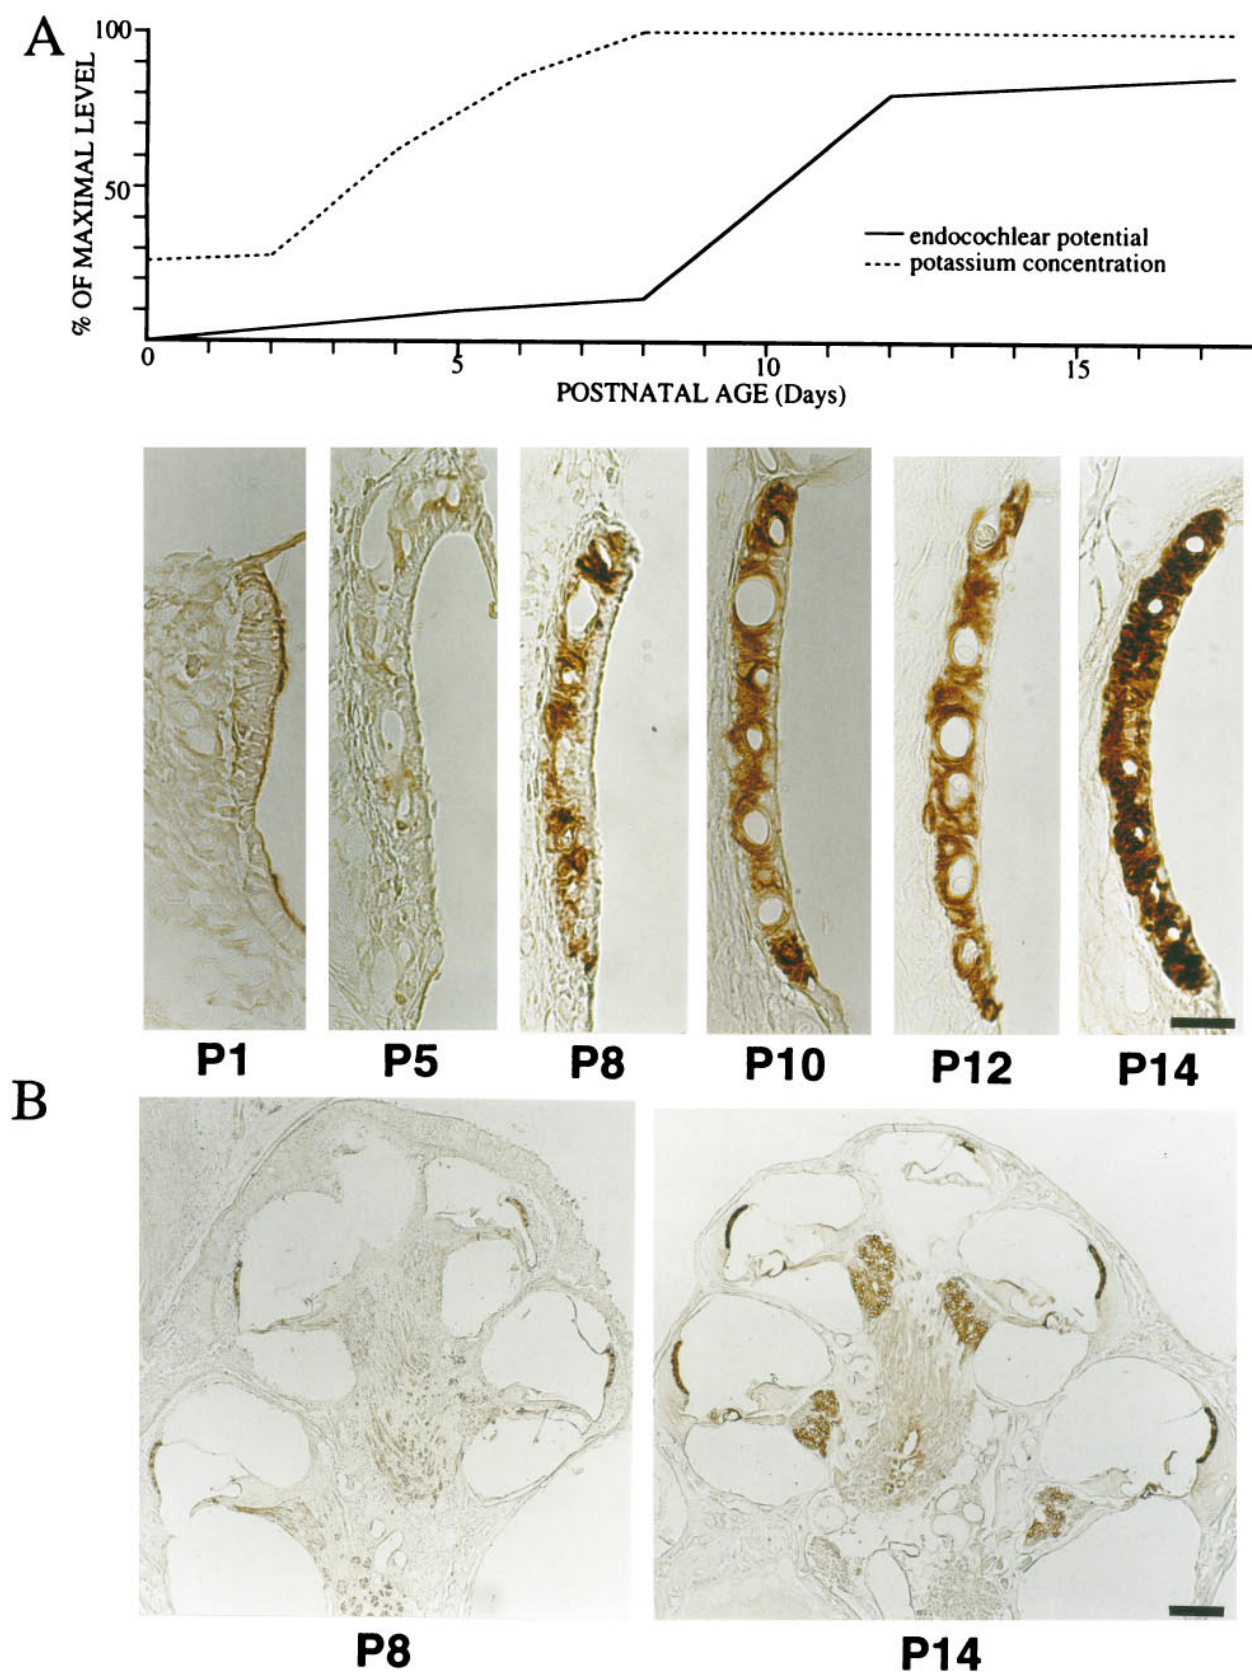 A
% OF MAXIMAL LEVEL
100
50
endocochlear potential
potassium concentration
0
5
10
15
POSTNATAL AGE (Days)
P1
P5
P8
P10
P12
P14
B
P8
P14